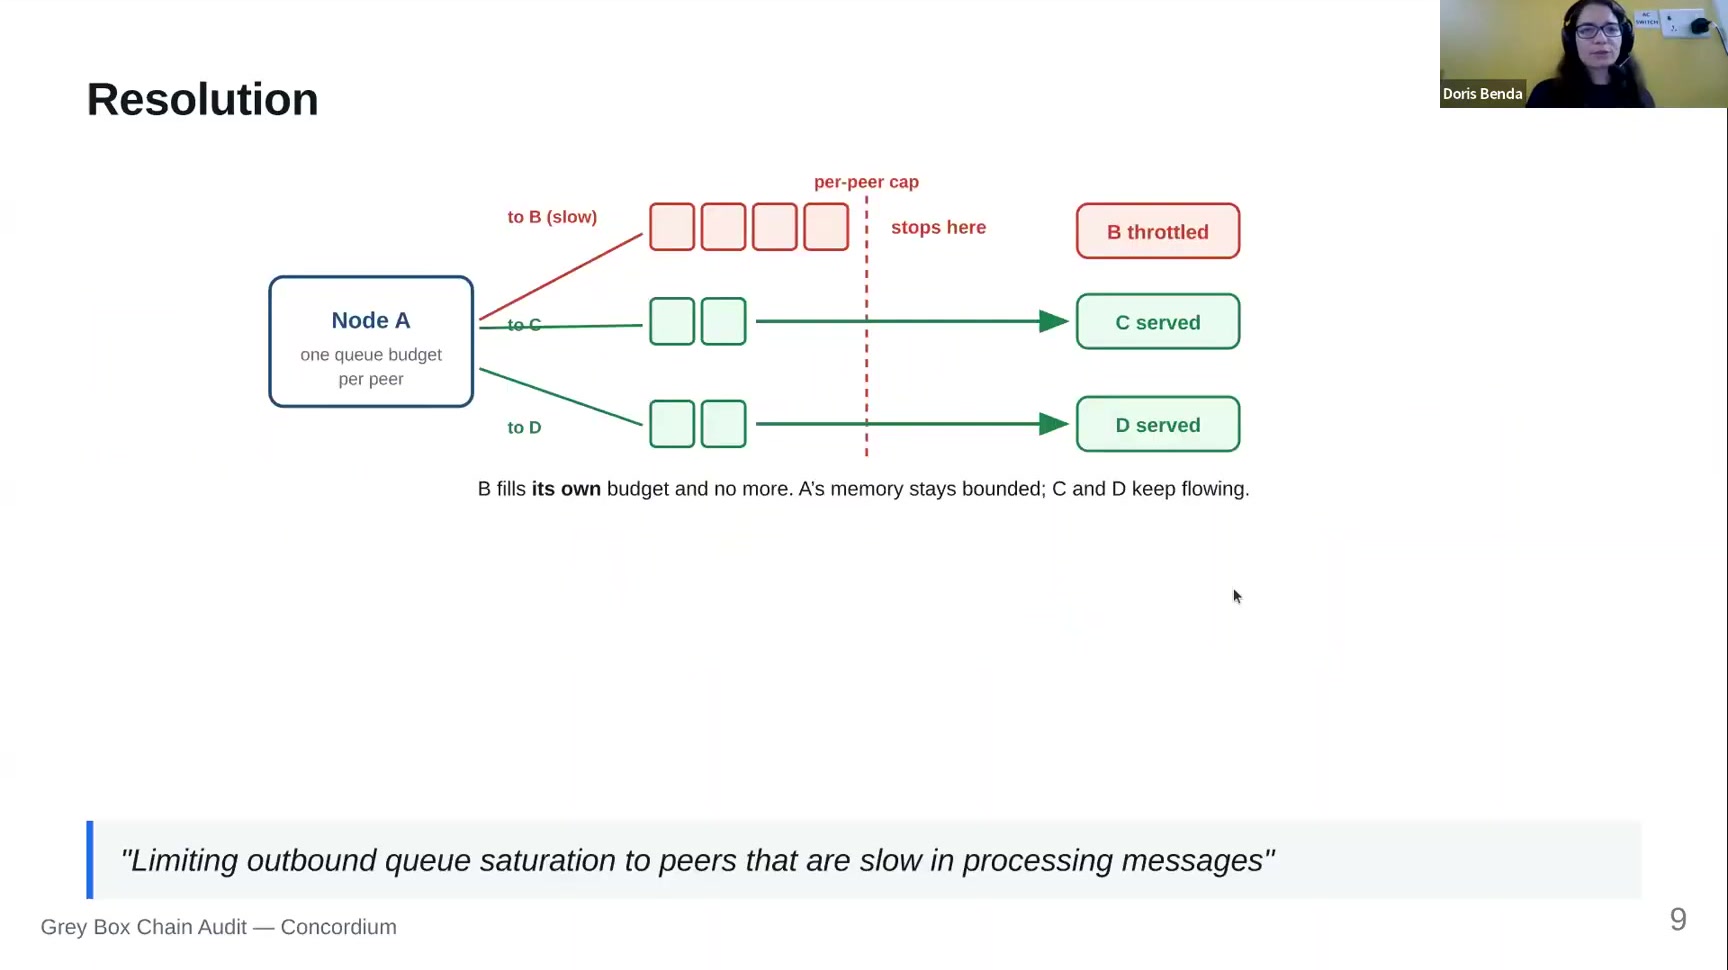 Resolution
AC
SWITCH
Doris Benda
per-peer cap
to B (slow)
stops here
B throttled
Node A
one queue budget
per peer
to C
C served
to D
D served
B fills its own budget and no more. A's memory stays bounded; C and D keep flowing.
"Limiting outbound queue saturation to peers that are slow in processing messages"
Grey Box Chain Audit — Concordium
9